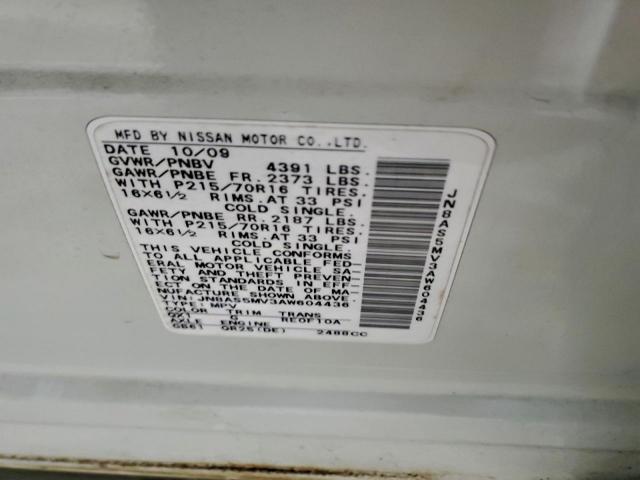 MFD BY NISSAN MOTOR CO.,LTD.
DATE 10/09
GVWR/PNBV 4391 LBS.
GAWR/PNBE FR. 2373 LBS.
WITH P215/70R16 TIRES.
16X6½ RIMS.AT 33 PSI
COLD SINGLE.
GAWR/PNBE RR. 2187 LBS.
WITH P215/70R16 TIRES.
16X6½ RIMS.AT 33 PSI
COLD SINGLE.
THIS VEHICLE CONFORMS
TO ALL APPLICABLE FED-
ERAL MOTOR VEHICLE SA-
FETY AND THEFT PREVEN-
TION STANDARDS IN EFF-
ECT ON THE DATE OF MA-
NUFACTURE SHOWN ABOVE.
VIN:JN8AS5MV3AW604436
TYPE: MPV
COLOR TRIM TRANS
G RE0F10A
AXLE ENGINE
GB61 QR25(DE) 2488CC
JN8AS5MV3AW604436